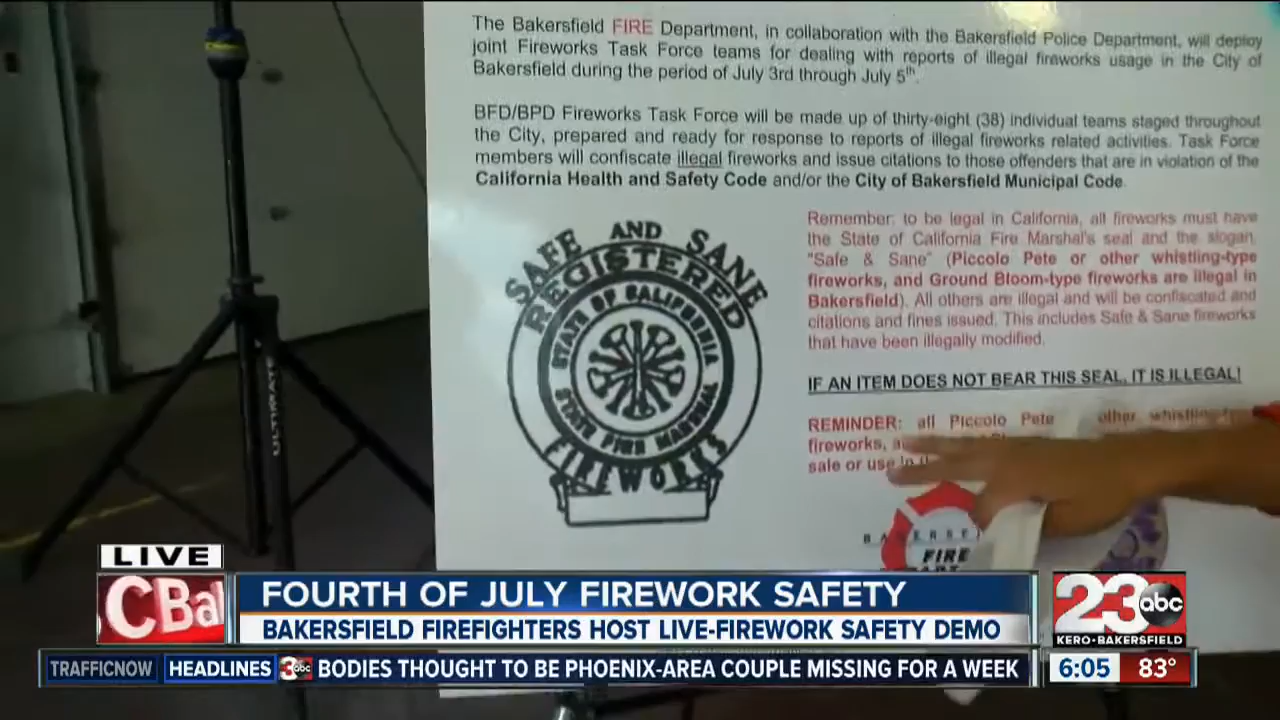 The Bakersfield FIRE Department, in collaboration with the Bakersfield Police Department, will deploy
joint Fireworks Task Force teams for dealing with reports of illegal fireworks usage in the City of
Bakersfield during the period of July 3rd through July 5th.
BFD/BPD Fireworks Task Force will be made up of thirty-eight (38) individual teams staged throughout
the City, prepared and ready for response to reports of illegal fireworks related activities. Task Force
members will confiscate illegal fireworks and issue citations to those offenders that are in violation of the
California Health and Safety Code and/or the City of Bakersfield Municipal Code.
SAFE AND SANE
REGISTERED
STATE OF CALIFORNIA
STATE FIRE MARSHAL
FIREWORKS
Remember: to be legal in California, all fireworks must have
the State of California Fire Marshal's seal and the slogan,
"Safe & Sane" (Piccolo Pete or other whistling-type
fireworks, and Ground Bloom-type fireworks are illegal in
Bakersfield). All others are illegal and will be confiscated and
citations and fines issued. This includes Safe & Sane fireworks
that have been illegally modified.
IF AN ITEM DOES NOT BEAR THIS SEAL, IT IS ILLEGAL!
REMINDER: all Piccolo Pete other
fireworks,
sale or use in
FIRE
ULTIMATE
LIVE
CBa
FOURTH OF JULY FIREWORK SAFETY
BAKERSFIELD FIREFIGHTERS HOST LIVE-FIREWORK SAFETY DEMO
23 abc
KERO-BAKERSFIELD
TRAFFICNOW HEADLINES 23 abc BODIES THOUGHT TO BE PHOENIX-AREA COUPLE MISSING FOR A WEEK 6:05 83°